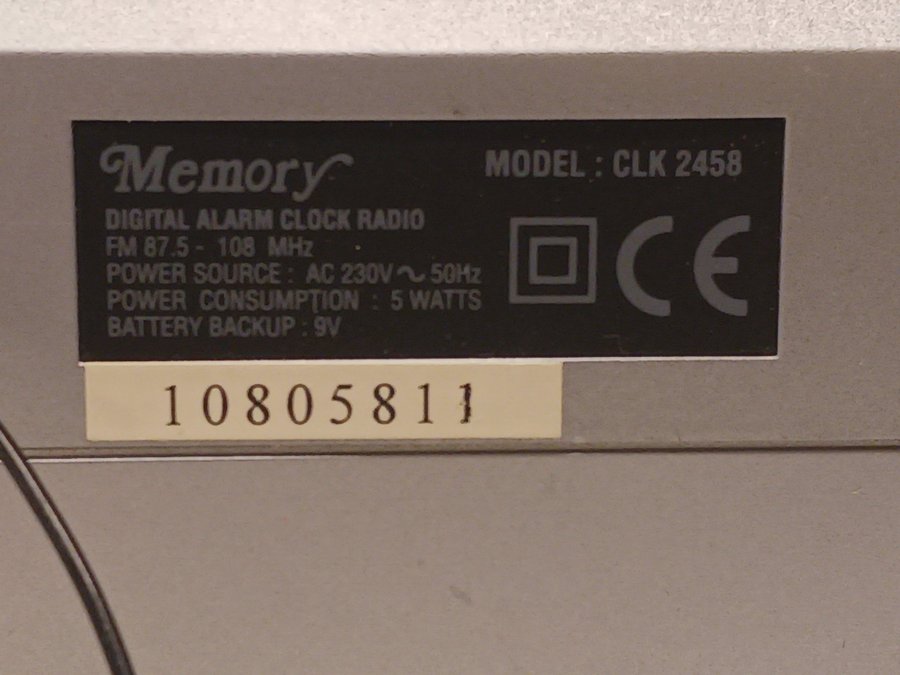 Memory
MODEL : CLK 2458
DIGITAL ALARM CLOCK RADIO
FM 87.5 - 108 MHz
POWER SOURCE : AC 230V ~ 50Hz
POWER CONSUMPTION : 5 WATTS
BATTERY BACKUP : 9V
CE
10805811